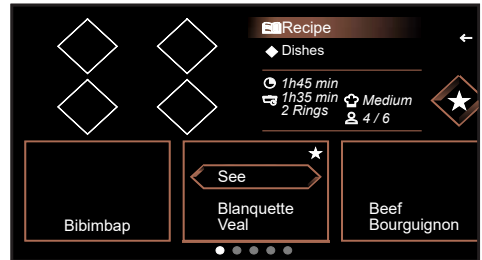 Recipe
Dishes
1h45 min
1h35 min
2 Rings
Medium
4 / 6
See
Bibimbap
Blanquette
Veal
Beef
Bourguignon